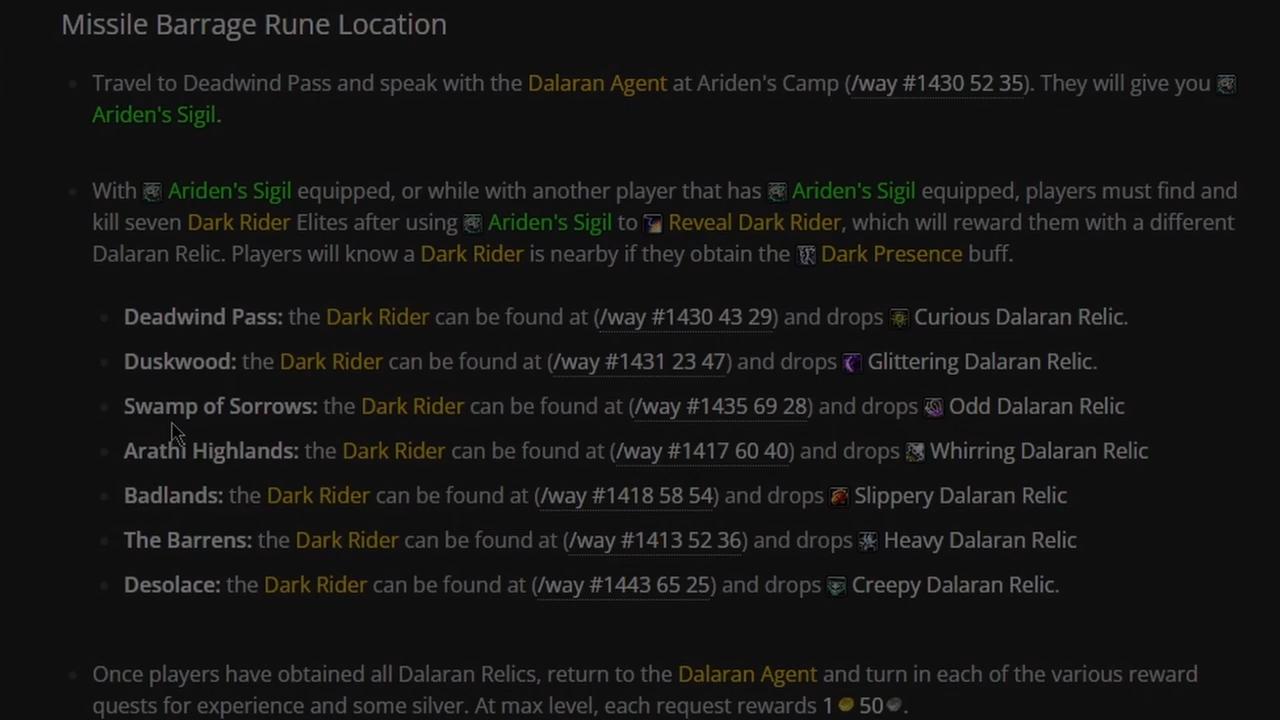 Missile Barrage Rune Location
Travel to Deadwind Pass and speak with the Dalaran Agent at Ariden's Camp (/way #1430 52 35). They will give you
Ariden's Sigil.
With Ariden's Sigil equipped, or while with another player that has Ariden's Sigil equipped, players must find and
kill seven Dark Rider Elites after using Ariden's Sigil to Reveal Dark Rider, which will reward them with a different
Dalaran Relic. Players will know a Dark Rider is nearby if they obtain the Dark Presence buff.
Deadwind Pass: the Dark Rider can be found at (/way #1430 43 29) and drops Curious Dalaran Relic.
Duskwood: the Dark Rider can be found at (/way #1431 23 47) and drops Glittering Dalaran Relic.
Swamp of Sorrows: the Dark Rider can be found at (/way #1435 69 28) and drops Odd Dalaran Relic
Arathi Highlands: the Dark Rider can be found at (/way #1417 60 40) and drops Whirring Dalaran Relic
Badlands: the Dark Rider can be found at (/way #1418 58 54) and drops Slippery Dalaran Relic
The Barrens: the Dark Rider can be found at (/way #1413 52 36) and drops Heavy Dalaran Relic
Desolace: the Dark Rider can be found at (/way #1443 65 25) and drops Creepy Dalaran Relic.
Once players have obtained all Dalaran Relics, return to the Dalaran Agent and turn in each of the various reward
quests for experience and some silver. At max level, each request rewards 1 50.